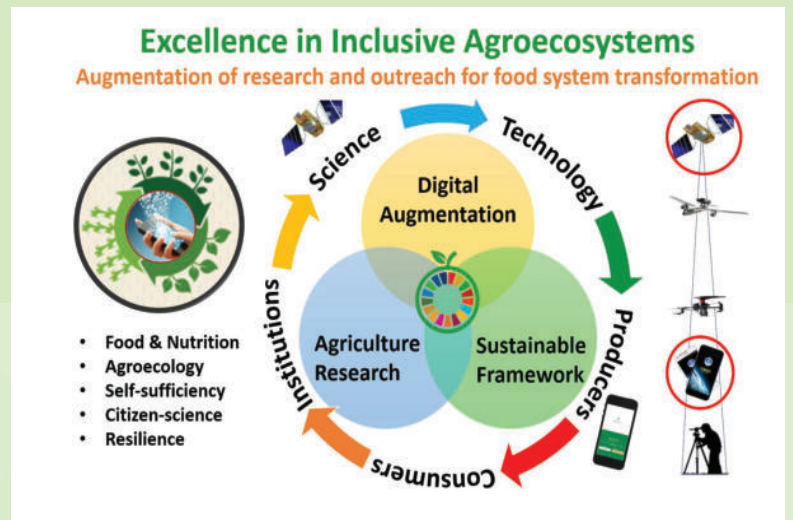 Excellence in Inclusive Agroecosystems
Augmentation of research and outreach for food system transformation
Science
Technology
Producers
Consumers
Institutions
Digital
Augmentation
Agriculture
Research
Sustainable
Framework
• Food & Nutrition
• Agroecology
• Self-sufficiency
• Citizen-science
• Resilience